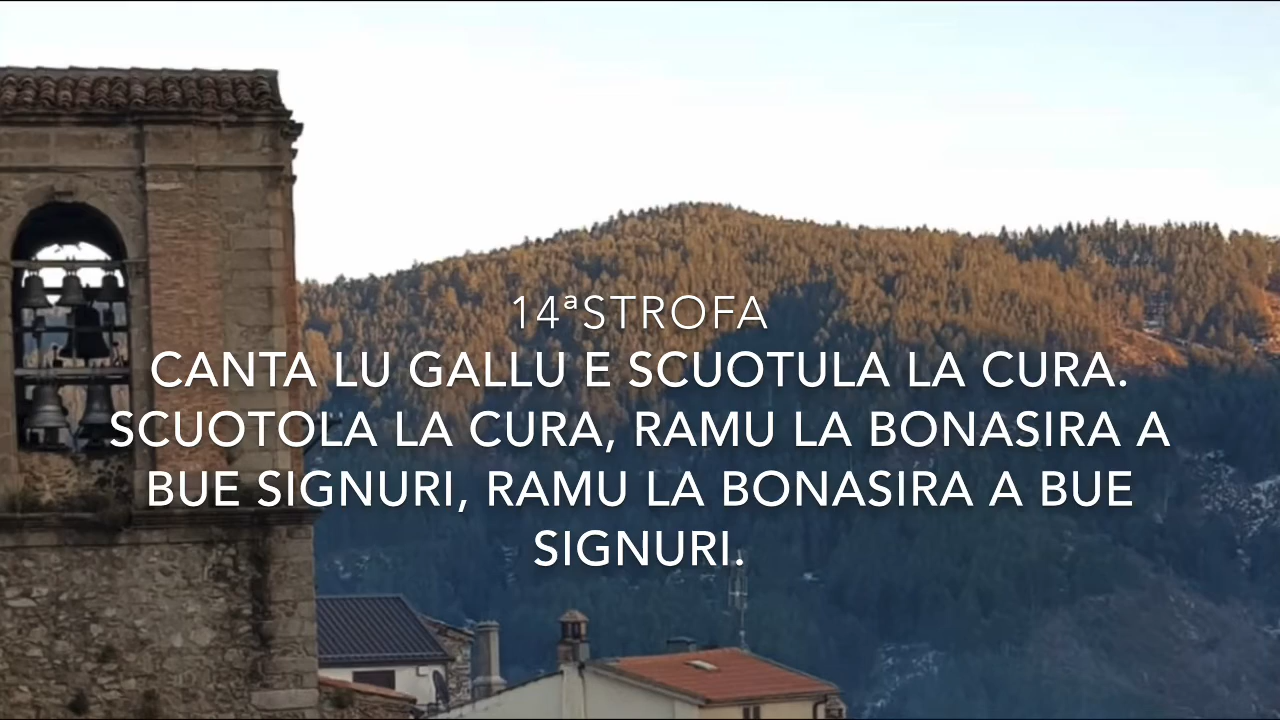 14ªSTROFA
CANTA LU GALLU E SCUOTULA LA CURA.
SCUOTOLA LA CURA, RAMU LA BONASIRA A
BUE SIGNURI, RAMU LA BONASIRA A BUE
SIGNURI.